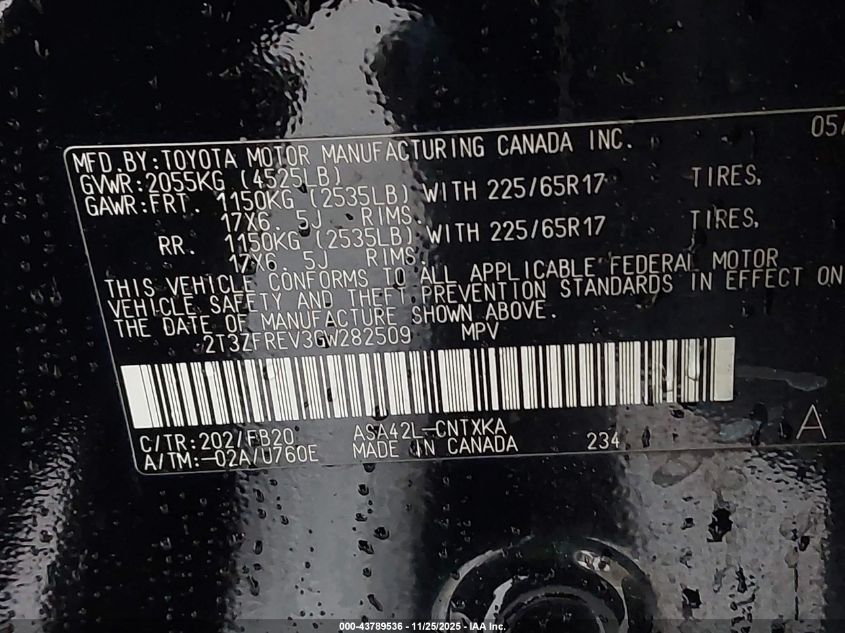 05/
MFD.BY:TOYOTA MOTOR MANUFACTURING CANADA INC.
GVWR:2055KG (4525LB)
GAWR:FRT. 1150KG (2535LB) WITH 225/65R17 TIRES,
17X6. 5J RIMS.
RR. 1150KG (2535LB) WITH 225/65R17 TIRES,
17X6. 5J RIMS.
THIS VEHICLE CONFORMS TO ALL APPLICABLE FEDERAL MOTOR
VEHICLE SAFETY AND THEFT PREVENTION STANDARDS IN EFFECT ON
THE DATE OF MANUFACTURE SHOWN ABOVE.
2T3ZFREV3GW282509 MPV
C/TR:202/FB20 ASA42L-CNTXKA
A/TM:-02A/U760E MADE IN CANADA 234
A
000-43789536 - 11/25/2025 - IAA Inc.